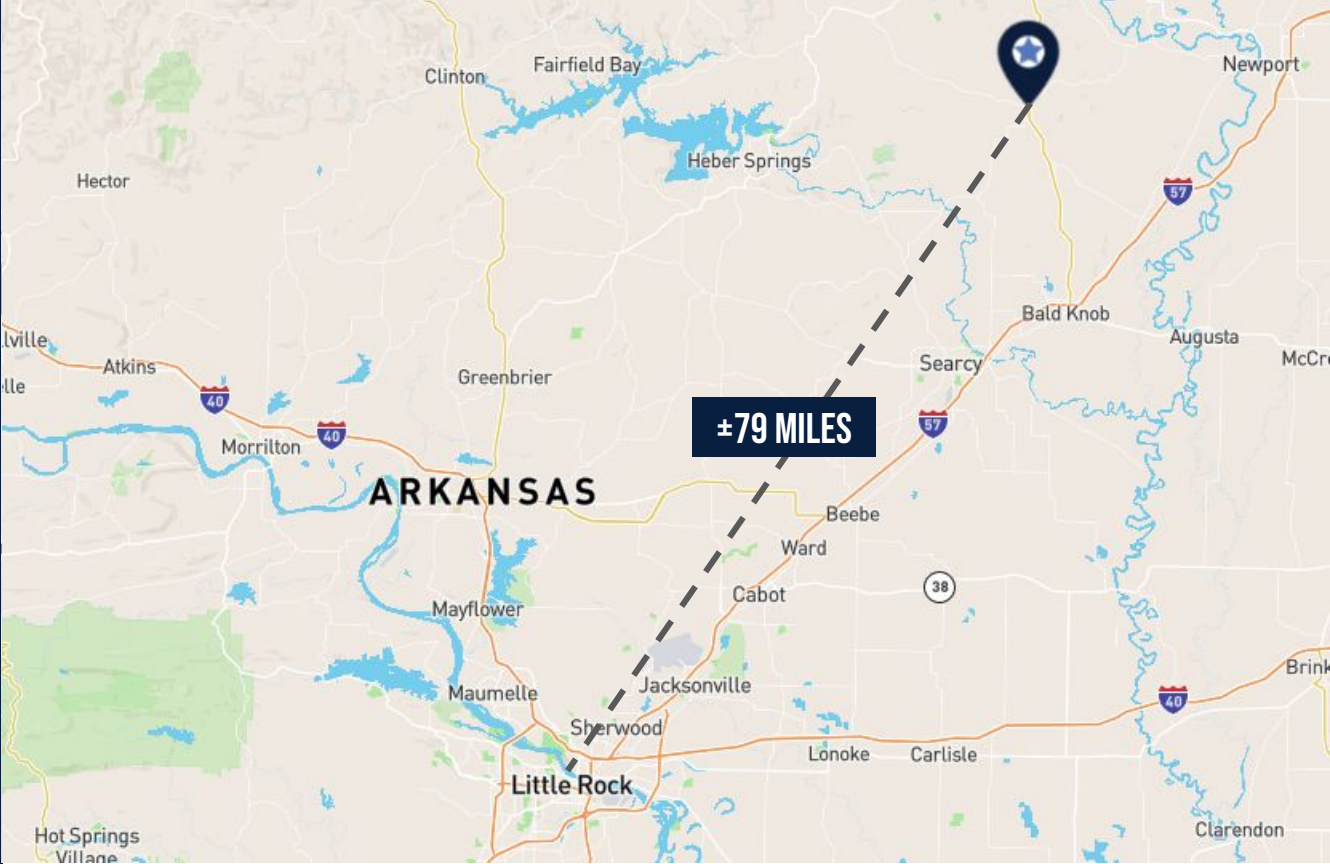 Fairfield Bay
Clinton
Newport
Heber Springs
Hector
57
Bald Knob
lville
Augusta
McCr
Atkins
Searcy
lle
Greenbrier
40
57
±79 MILES
40
Morrilton
ARKANSAS
Beebe
Ward
38
Cabot
Mayflower
Brink
Jacksonville
Maumelle
40
Sherwood
Lonoke
Carlisle
Little Rock
Clarendon
Hot Springs
Village